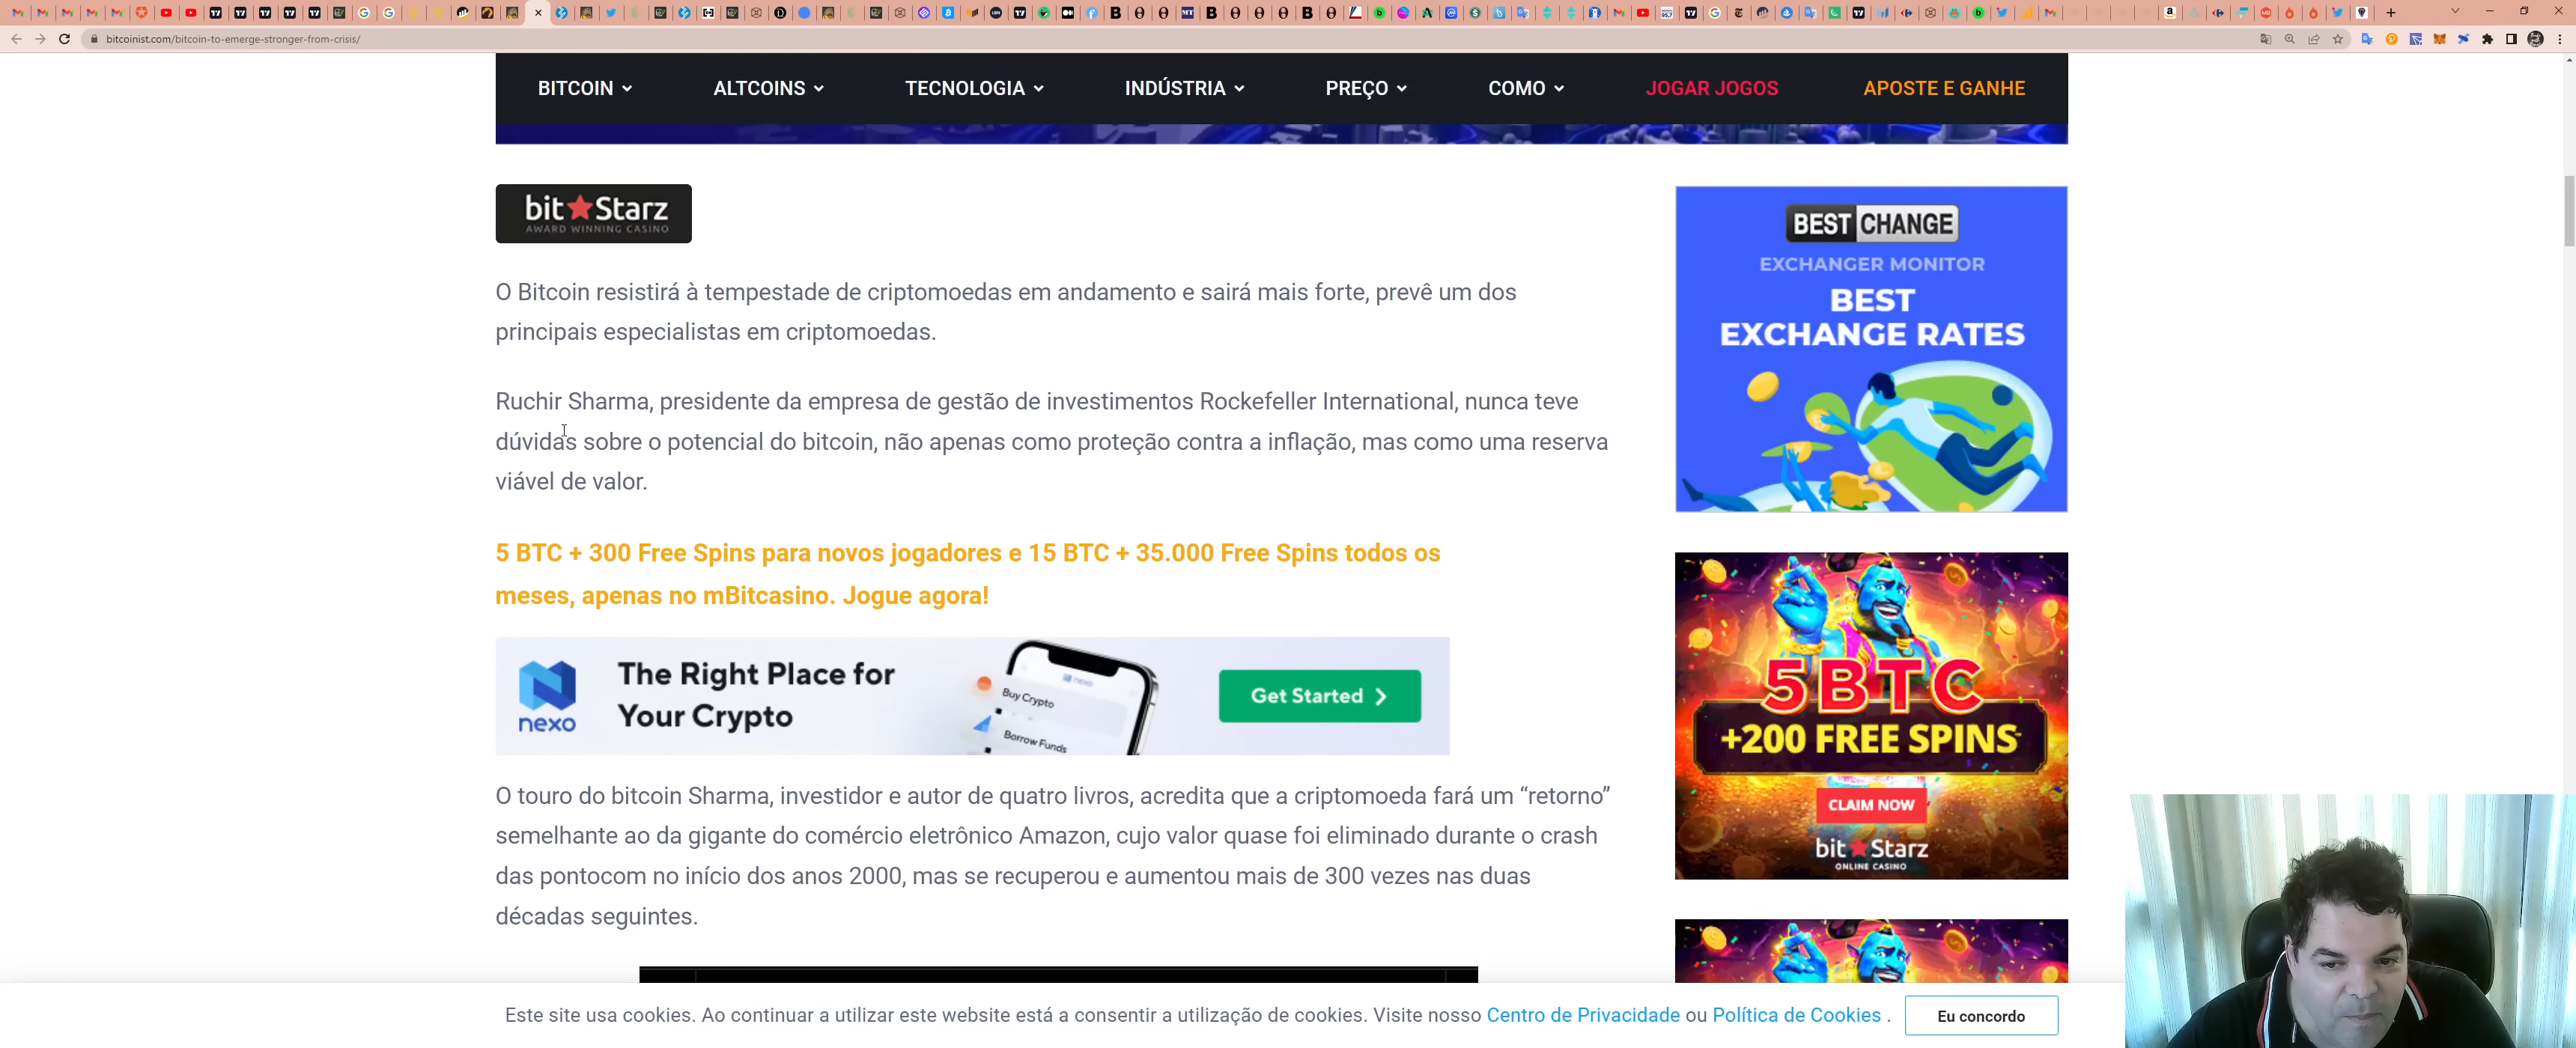 bitcoinist.com/bitcoin-to-emerge-stronger-from-crisis/
BITCOIN ALTCOINS TECNOLOGIA INDÚSTRIA PREÇO COMO JOGAR JOGOS APOSTE E GANHE
bit Starz
AWARD WINNING CASINO
O Bitcoin resistirá à tempestade de criptomoedas em andamento e sairá mais forte, prevê um dos
principais especialistas em criptomoedas.
Ruchir Sharma, presidente da empresa de gestão de investimentos Rockefeller International, nunca teve
dúvidas sobre o potencial do bitcoin, não apenas como proteção contra a inflação, mas como uma reserva
viável de valor.
5 BTC + 300 Free Spins para novos jogadores e 15 BTC + 35.000 Free Spins todos os
meses, apenas no mBitcasino. Jogue agora!
nexo
The Right Place for
Your Crypto
nexo
Buy Crypto
Borrow Funds
Get Started
O touro do bitcoin Sharma, investidor e autor de quatro livros, acredita que a criptomoeda fará um “retorno”
semelhante ao da gigante do comércio eletrônico Amazon, cujo valor quase foi eliminado durante o crash
das pontocom no início dos anos 2000, mas se recuperou e aumentou mais de 300 vezes nas duas
décadas seguintes.
BEST CHANGE
EXCHANGER MONITOR
BEST
EXCHANGE RATES
5 BTC
+200 FREE SPINS
CLAIM NOW
bit Starz
ONLINE CASINO
Este site usa cookies. Ao continuar a utilizar este website está a consentir a utilização de cookies. Visite nosso Centro de Privacidade ou Política de Cookies .
Eu concordo